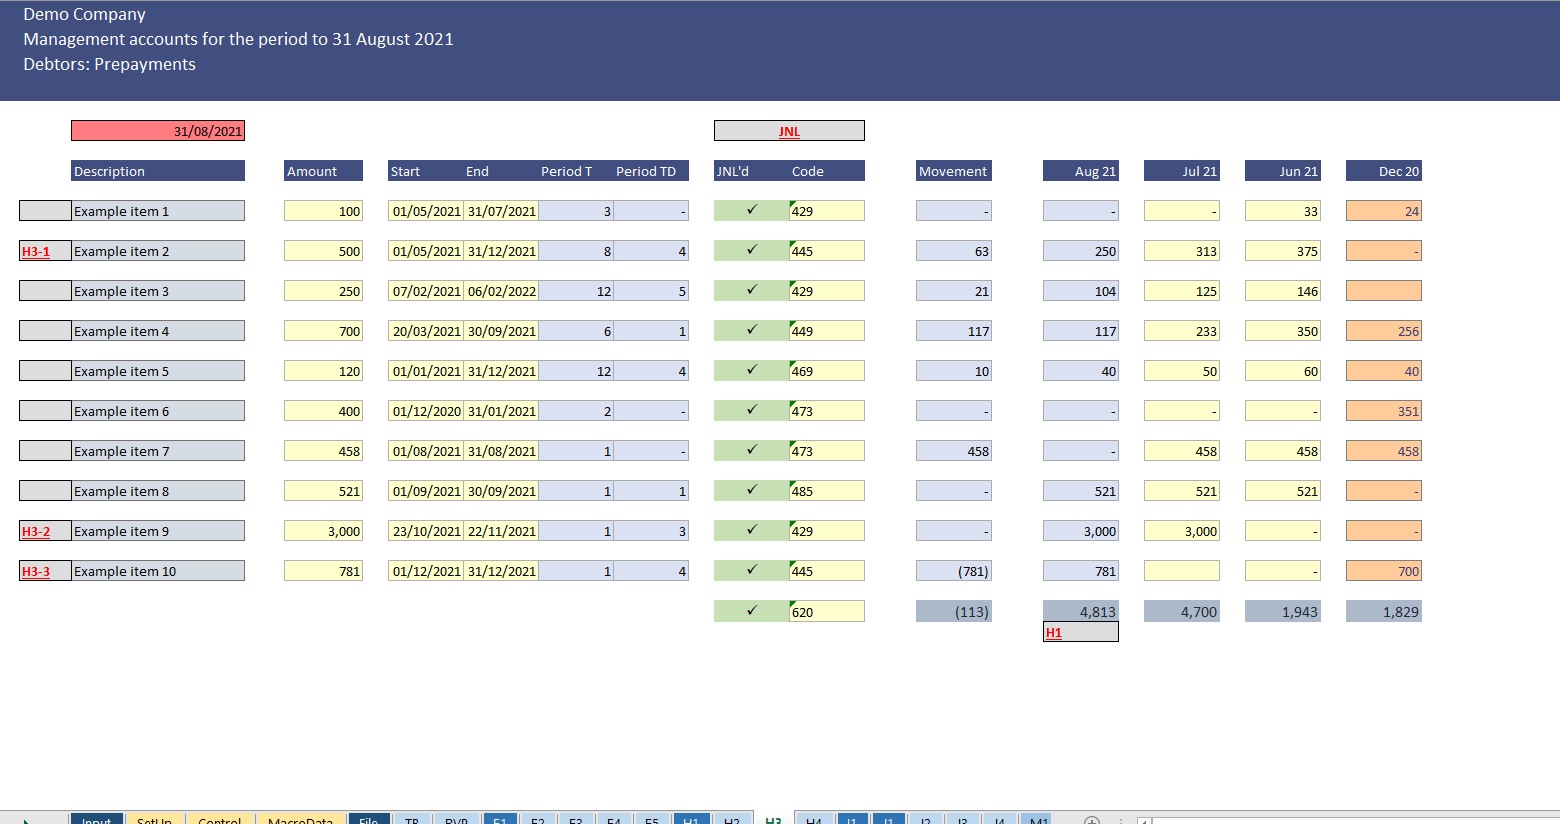 Demo Company
Management accounts for the period to 31 August 2021
Debtors: Prepayments
31/08/2021 JNL
Description Amount Start End Period T Period TD JNL'd Code Movement Aug 21 Jul 21 Jun 21 Dec 20
Example item 1 100 01/05/2021 31/07/2021 3 - ✓ 429 - - - 33 24
H3-1 Example item 2 500 01/05/2021 31/12/2021 8 4 ✓ 445 63 250 313 375 -
Example item 3 250 07/02/2021 06/02/2022 12 5 ✓ 429 21 104 125 146
Example item 4 700 20/03/2021 30/09/2021 6 1 ✓ 449 117 117 233 350 256
Example item 5 120 01/01/2021 31/12/2021 12 4 ✓ 469 10 40 50 60 40
Example item 6 400 01/12/2020 31/01/2021 2 - ✓ 473 - - - - 351
Example item 7 458 01/08/2021 31/08/2021 1 - ✓ 473 458 - 458 458 458
Example item 8 521 01/09/2021 30/09/2021 1 1 ✓ 485 - 521 521 521 -
H3-2 Example item 9 3,000 23/10/2021 22/11/2021 1 3 ✓ 429 - 3,000 3,000 - -
H3-3 Example item 10 781 01/12/2021 31/12/2021 1 4 ✓ 445 (781) 781 - 700
✓ 620 (113) 4,813 4,700 1,943 1,829
H1
Input SetUp Control MacroData File TB H1 H2 H3 H4 M1